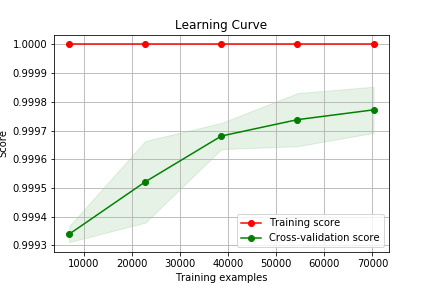 Learning Curve
1.0000
0.9999
0.9998
0.9997
0.9996
0.9995
0.9994
0.9993
Score
10000 20000 30000 40000 50000 60000 70000
Training examples
Training score
Cross-validation score